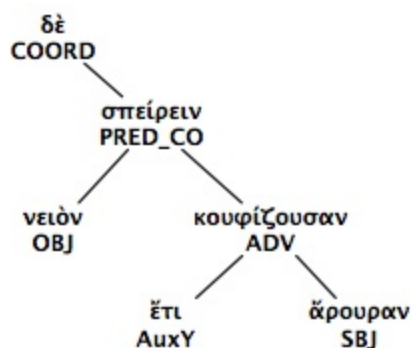 δὲ
COORD
σπείρειν
PRED_CO
νειὸν
OBJ
κουφίζουσαν
ADV
ἔτι
AuxY
ἄρουραν
SBJ